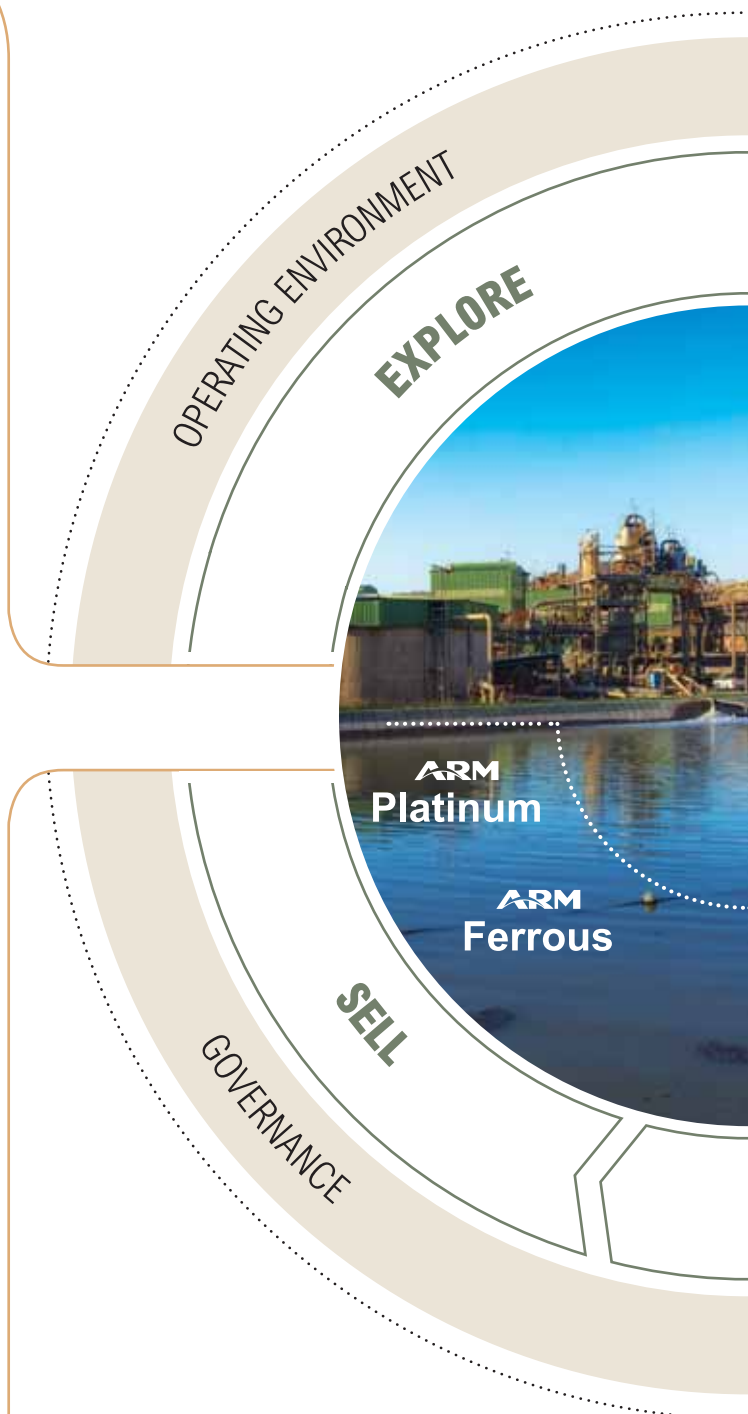 OPERATING ENVIRONMENT
EXPLORE
ARM
Platinum
ARM
Ferrous
SELL
GOVERNANCE